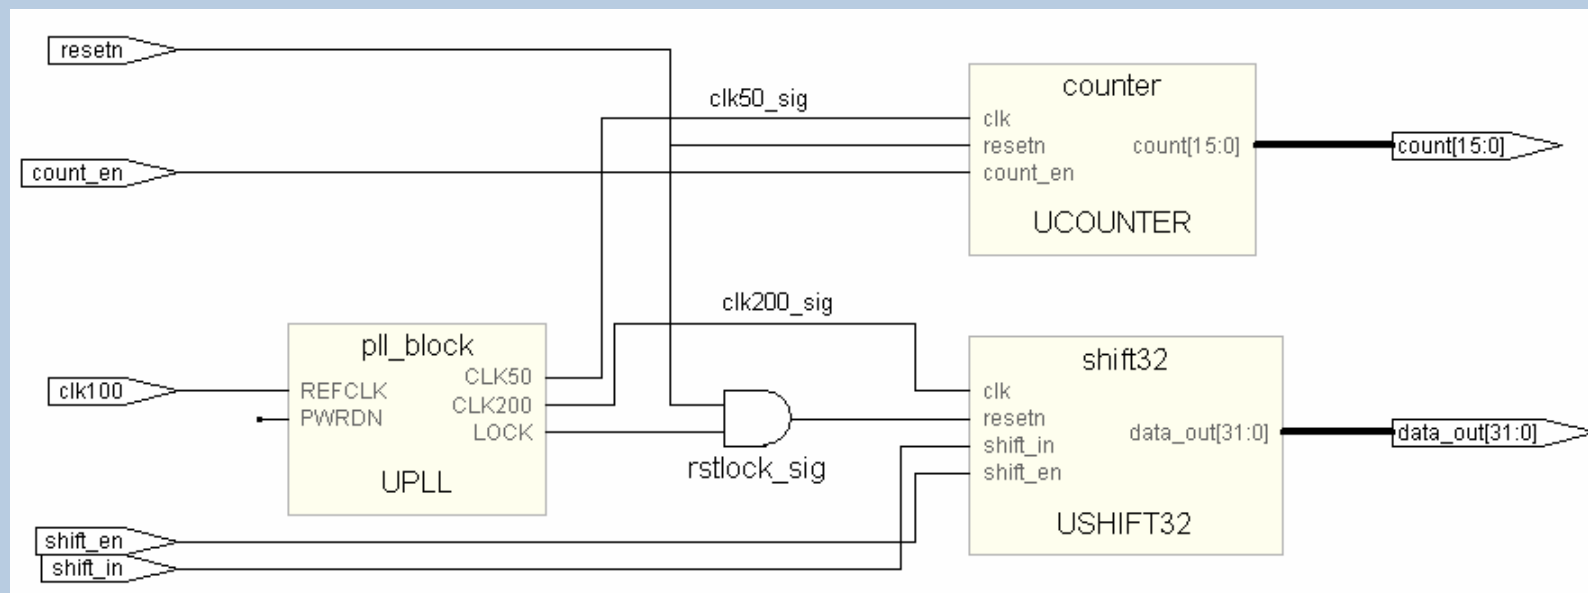 resetn
clk50_sig
counter
clk
resetn
count[15:0]
count[15:0]
count_en
count_en
UCOUNTER
clk200_sig
pll_block
shift32
CLK50
clk100
REFCLK
clk
CLK200
PWRDN
resetn
LOCK
data_out[31:0]
data_out[31:0]
shift_in
rstlock_sig
shift_en
UPLL
USHIFT32
shift_en
shift_in